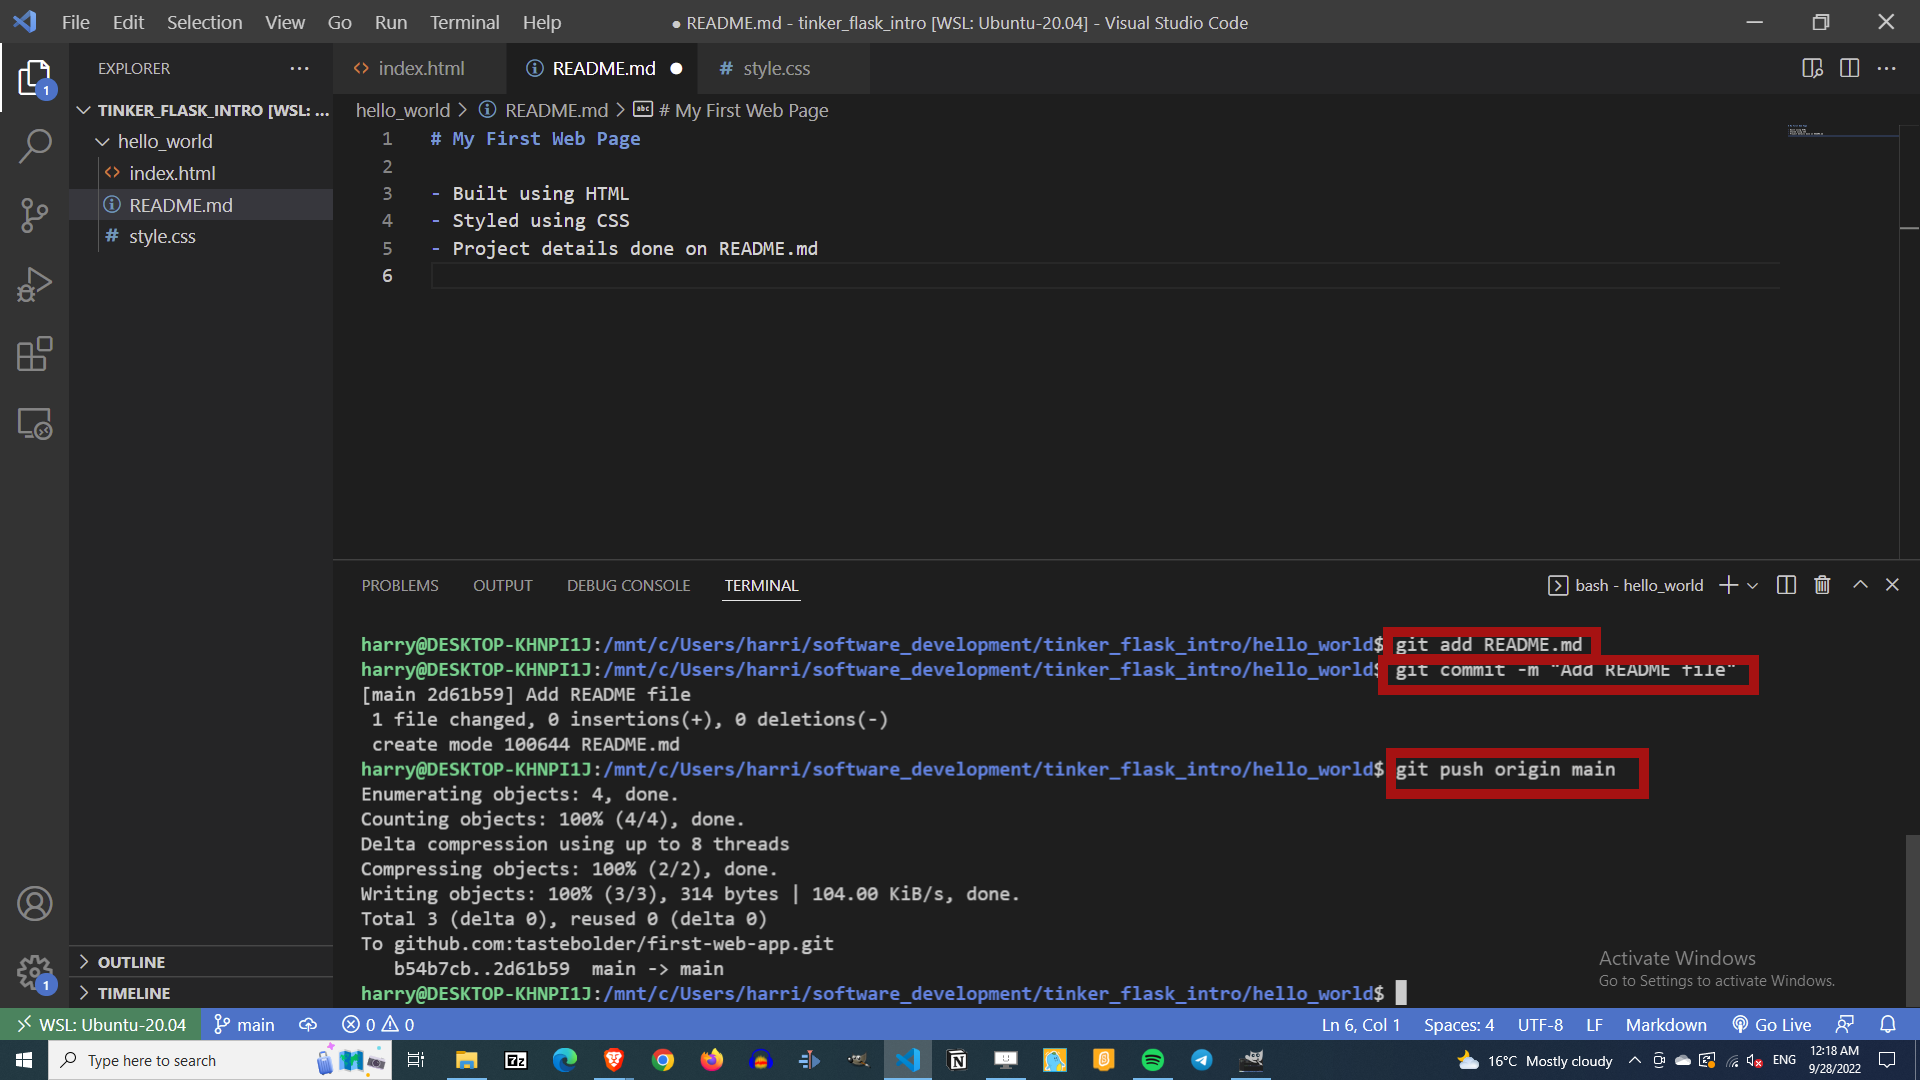 File Edit Selection View Go Run Terminal Help
● README.md - tinker_flask_intro [WSL: Ubuntu-20.04] - Visual Studio Code
EXPLORER
index.html
README.md
# style.css
1
TINKER_FLASK_INTRO [WSL: ...
hello_world
index.html
README.md
# style.css
hello_world > README.md > # My First Web Page
1 # My First Web Page
2
3 - Built using HTML
4 - Styled using CSS
5 - Project details done on README.md
6
PROBLEMS OUTPUT DEBUG CONSOLE TERMINAL
bash - hello_world
harry@DESKTOP-KHNPI1J:/mnt/c/Users/harri/software_development/tinker_flask_intro/hello_world$ git add README.md
harry@DESKTOP-KHNPI1J:/mnt/c/Users/harri/software_development/tinker_flask_intro/hello_world$ git commit -m "Add README file"
[main 2d61b59] Add README file
1 file changed, 0 insertions(+), 0 deletions(-)
create mode 100644 README.md
harry@DESKTOP-KHNPI1J:/mnt/c/Users/harri/software_development/tinker_flask_intro/hello_world$ git push origin main
Enumerating objects: 4, done.
Counting objects: 100% (4/4), done.
Delta compression using up to 8 threads
Compressing objects: 100% (2/2), done.
Writing objects: 100% (3/3), 314 bytes | 104.00 KiB/s, done.
Total 3 (delta 0), reused 0 (delta 0)
To github.com:tastebolder/first-web-app.git
b54b7cb..2d61b59 main -> main
harry@DESKTOP-KHNPI1J:/mnt/c/Users/harri/software_development/tinker_flask_intro/hello_world$
OUTLINE
TIMELINE
1
Activate Windows
Go to Settings to activate Windows.
WSL: Ubuntu-20.04 main 0 0
Ln 6, Col 1 Spaces: 4 UTF-8 LF Markdown Go Live
Type here to search
16°C Mostly cloudy
ENG
12:18 AM
9/28/2022